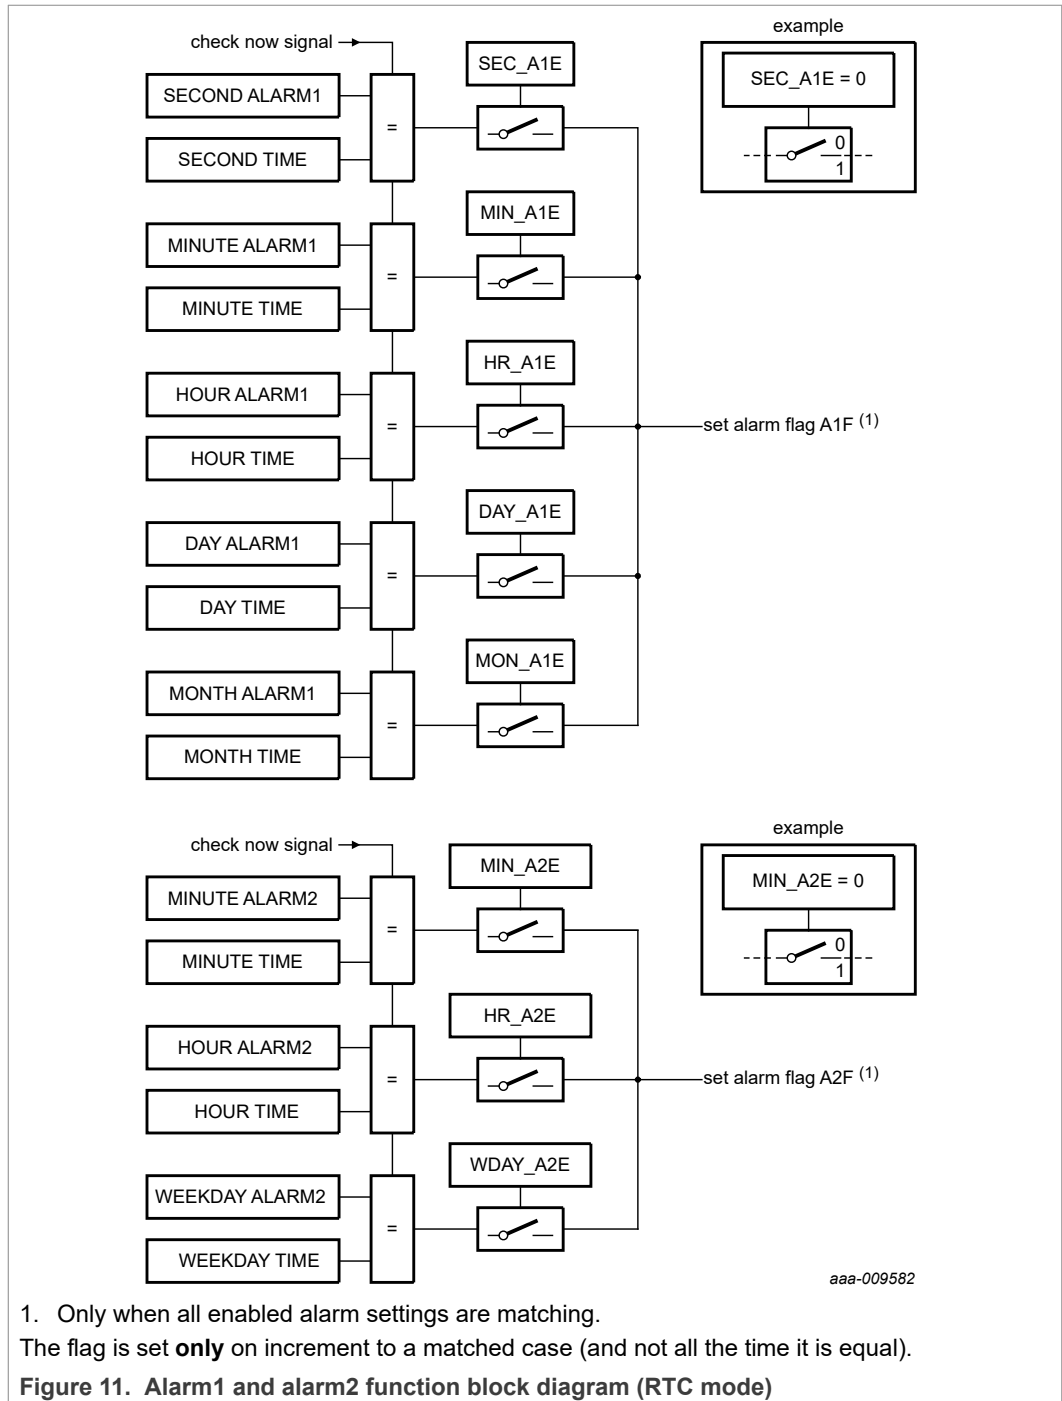 example
check now signal
SEC_A1E
SEC_A1E = 0
SECOND ALARM1
=
0
1
SECOND TIME
MIN_A1E
MINUTE ALARM1
=
MINUTE TIME
HR_A1E
HOUR ALARM1
=
set alarm flag A1F (1)
HOUR TIME
DAY_A1E
DAY ALARM1
=
DAY TIME
MON_A1E
MONTH ALARM1
=
MONTH TIME
example
check now signal
MIN_A2E
MIN_A2E = 0
MINUTE ALARM2
=
0
1
MINUTE TIME
HR_A2E
HOUR ALARM2
=
set alarm flag A2F (1)
HOUR TIME
WDAY_A2E
WEEKDAY ALARM2
=
WEEKDAY TIME
aaa-009582
1. Only when all enabled alarm settings are matching.
The flag is set only on increment to a matched case (and not all the time it is equal).
Figure 11. Alarm1 and alarm2 function block diagram (RTC mode)